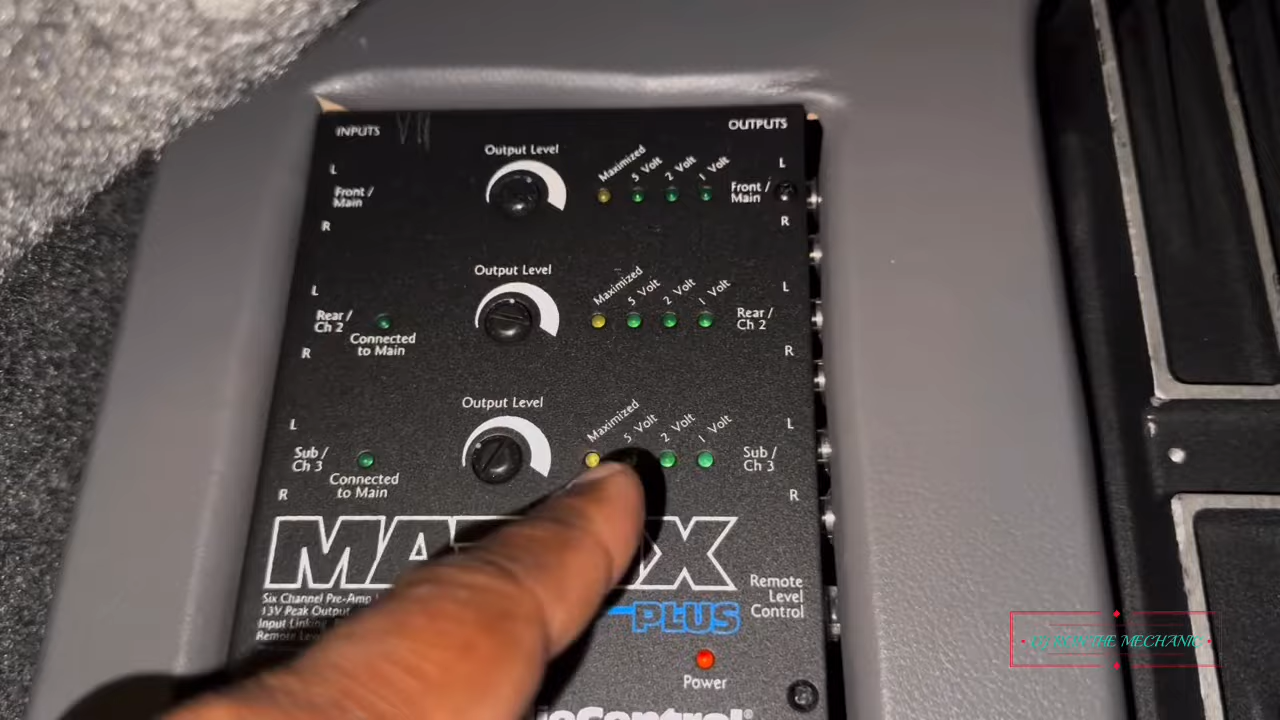 INPUTS
OUTPUTS
Output Level
Maximized
5 Volt
2 Volt
1 Volt
L
Front /
Main
R
L
Front /
Main
R
Output Level
Maximized
5 Volt
2 Volt
1 Volt
L
Rear /
Ch 2
R
Connected
to Main
L
Rear /
Ch 2
R
Output Level
Maximized
5 Volt
2 Volt
1 Volt
L
Sub /
Ch 3
R
Connected
to Main
L
Sub /
Ch 3
R
PLUS
Six Channel Pre-Amp
13V Peak Output
Input Linking
Remote
Remote
Level
Control
Power
THE MECHANIC